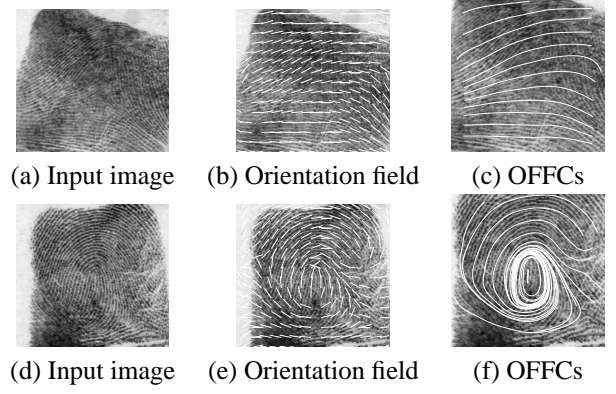 (a) Input image (b) Orientation field (c) OFFCs
(d) Input image (e) Orientation field (f) OFFCs